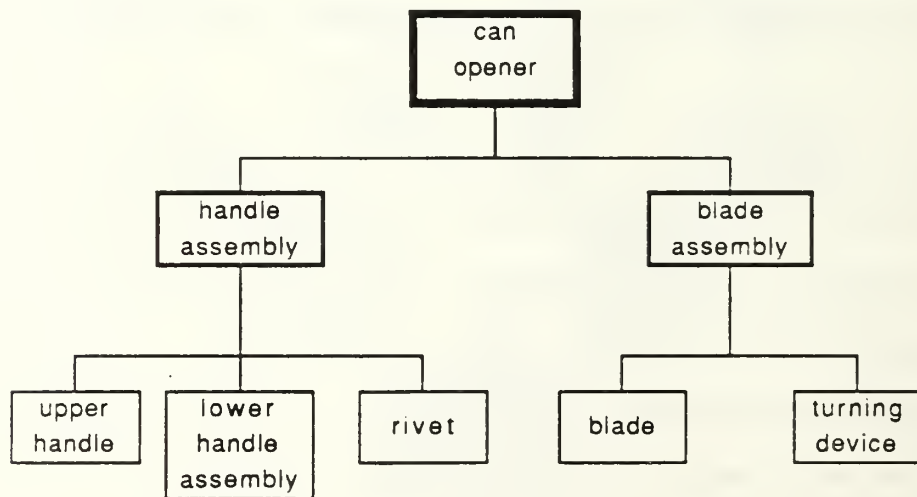 can
opener
handle
assembly
blade
assembly
upper
handle
lower
handle
assembly
rivet
blade
turning
device